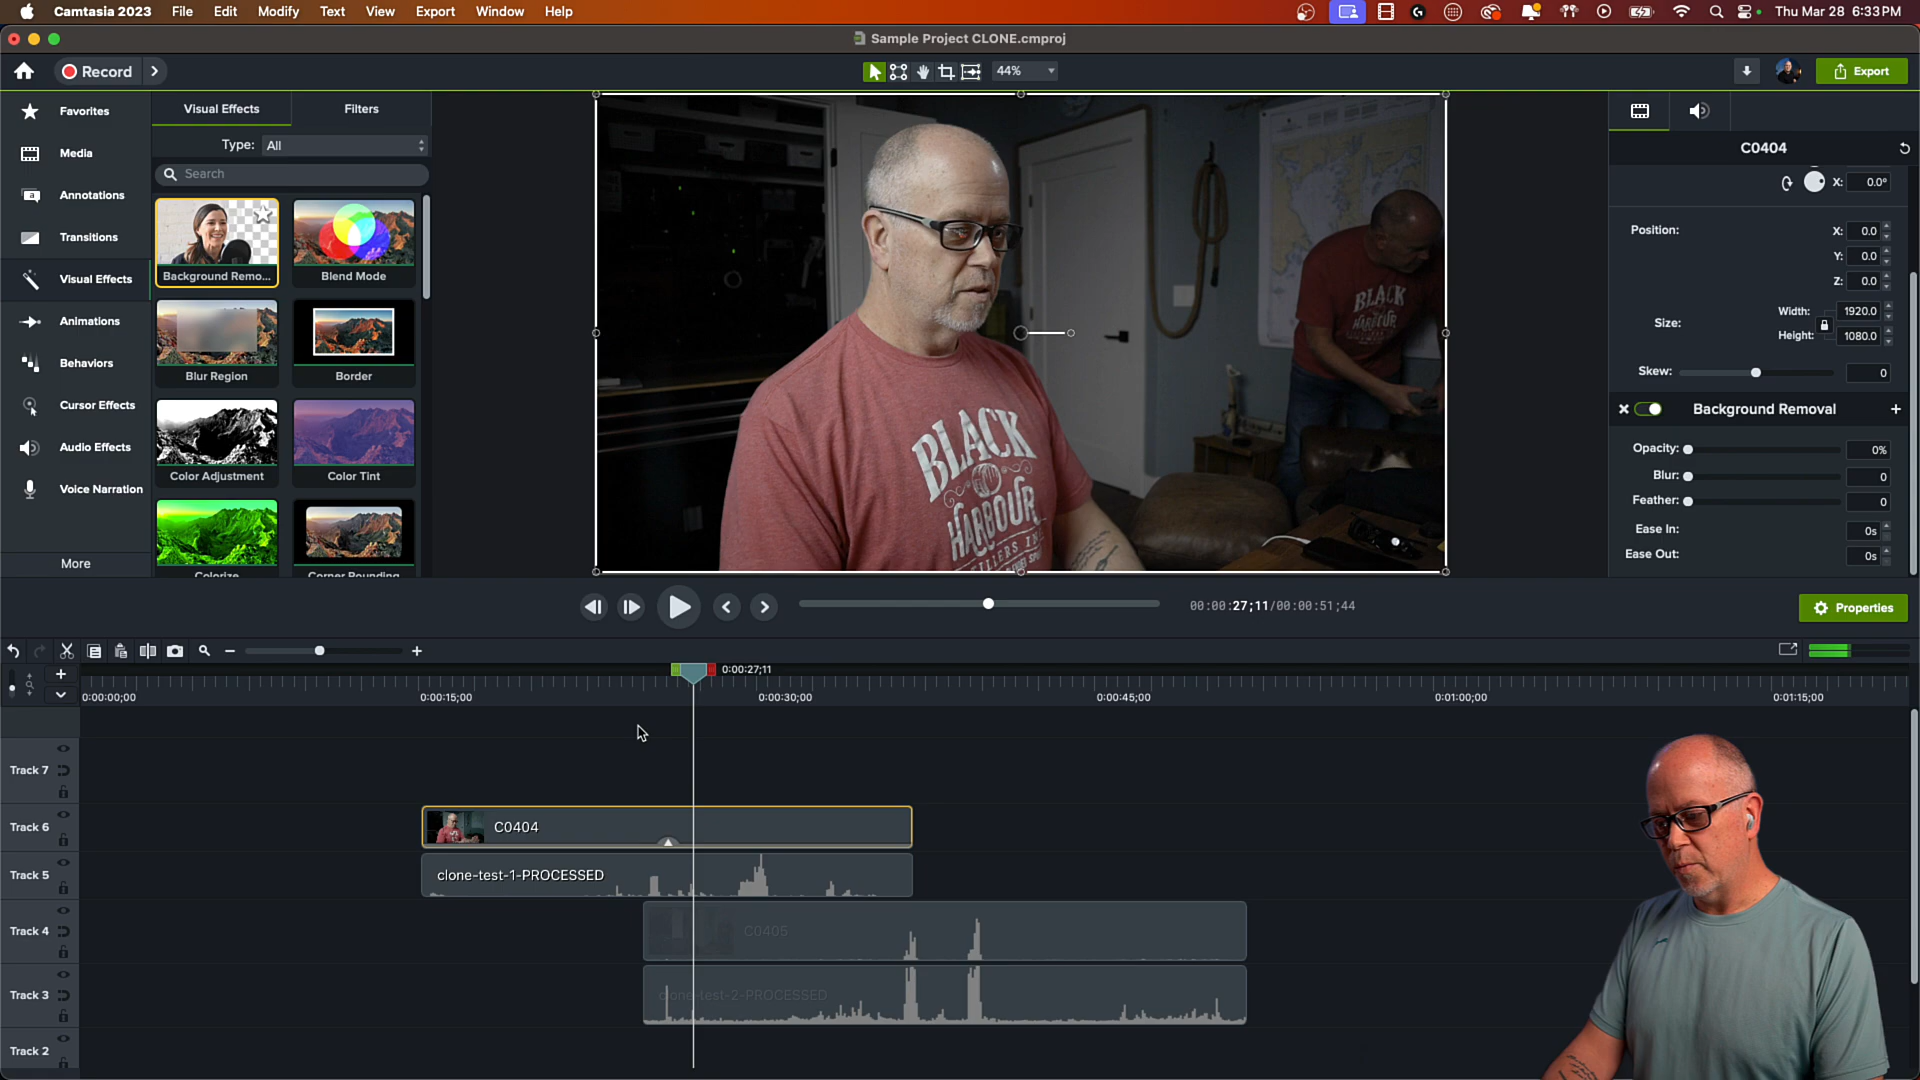 Camtasia 2023 File Edit Modify Text View Export Window Help Thu Mar 28 6:33 PM
Sample Project CLONE.cmproj
Record 44% Export
Favorites
Media
Annotations
Transitions
Visual Effects
Animations
Behaviors
Cursor Effects
Audio Effects
Voice Narration
More
Visual Effects Filters
Type: All
Search
Background Remo... Blend Mode
Blur Region Border
Color Adjustment Color Tint
Colorize Corner Rounding
BLACK
HARBOUR
BLACK
HARBOUR
C0404
X: 0.0°
Position: X: 0.0
Y: 0.0
Z: 0.0
Size: Width: 1920.0
Height: 1080.0
Skew: 0
Background Removal
Opacity: 0%
Blur: 0
Feather: 0
Ease In: 0s
Ease Out: 0s
00:00:27;11/00:00:51;44
Properties
0:00:27;11
0:00:00;00 0:00:15;00 0:00:30;00 0:00:45;00 0:01:00;00 0:01:15;00
Track 7
Track 6 C0404
Track 5 clone-test-1-PROCESSED
Track 4 C0405
Track 3 clone-test-2-PROCESSED
Track 2